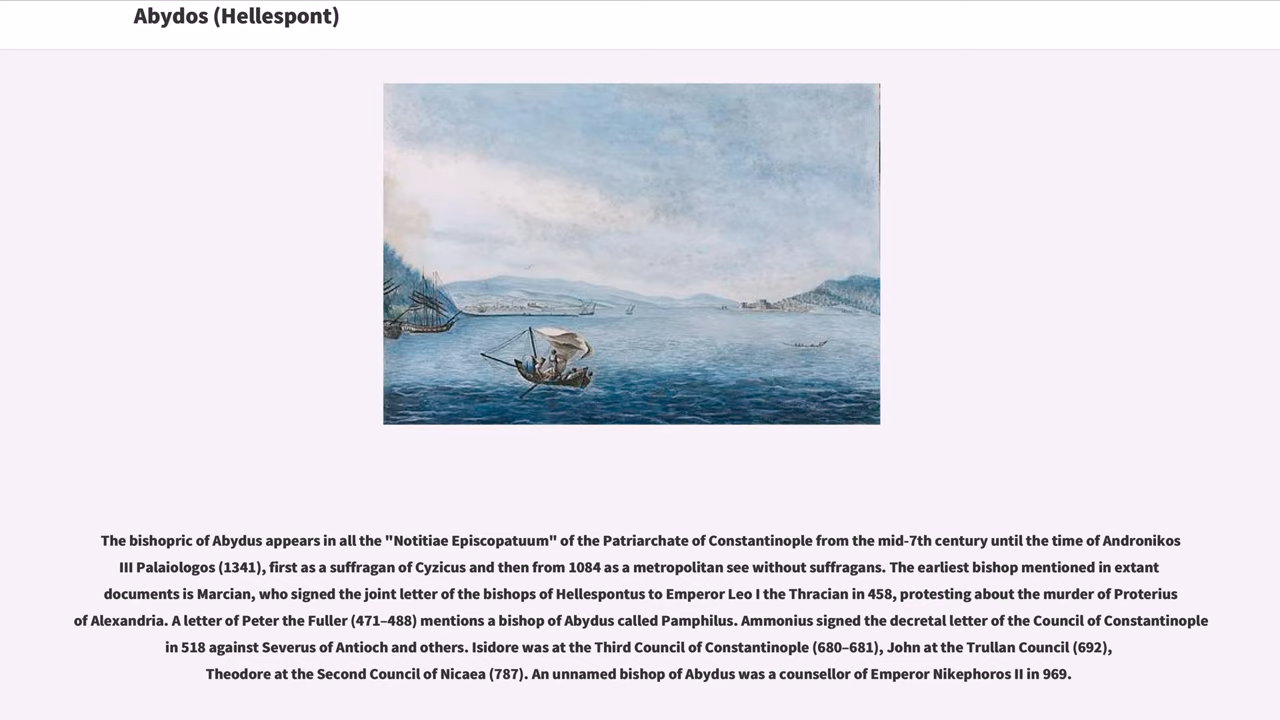 Abydos (Hellespont)
The bishopric of Abydus appears in all the "Notitiae Episcopatuum" of the Patriarchate of Constantinople from the mid-7th century until the time of Andronikos
III Palaiologos (1341), first as a suffragan of Cyzicus and then from 1084 as a metropolitan see without suffragans. The earliest bishop mentioned in extant
documents is Marcian, who signed the joint letter of the bishops of Hellespontus to Emperor Leo I the Thracian in 458, protesting about the murder of Proterius
of Alexandria. A letter of Peter the Fuller (471–488) mentions a bishop of Abydus called Pamphilus. Ammonius signed the decretal letter of the Council of Constantinople
in 518 against Severus of Antioch and others. Isidore was at the Third Council of Constantinople (680–681), John at the Trullan Council (692),
Theodore at the Second Council of Nicaea (787). An unnamed bishop of Abydus was a counsellor of Emperor Nikephoros II in 969.